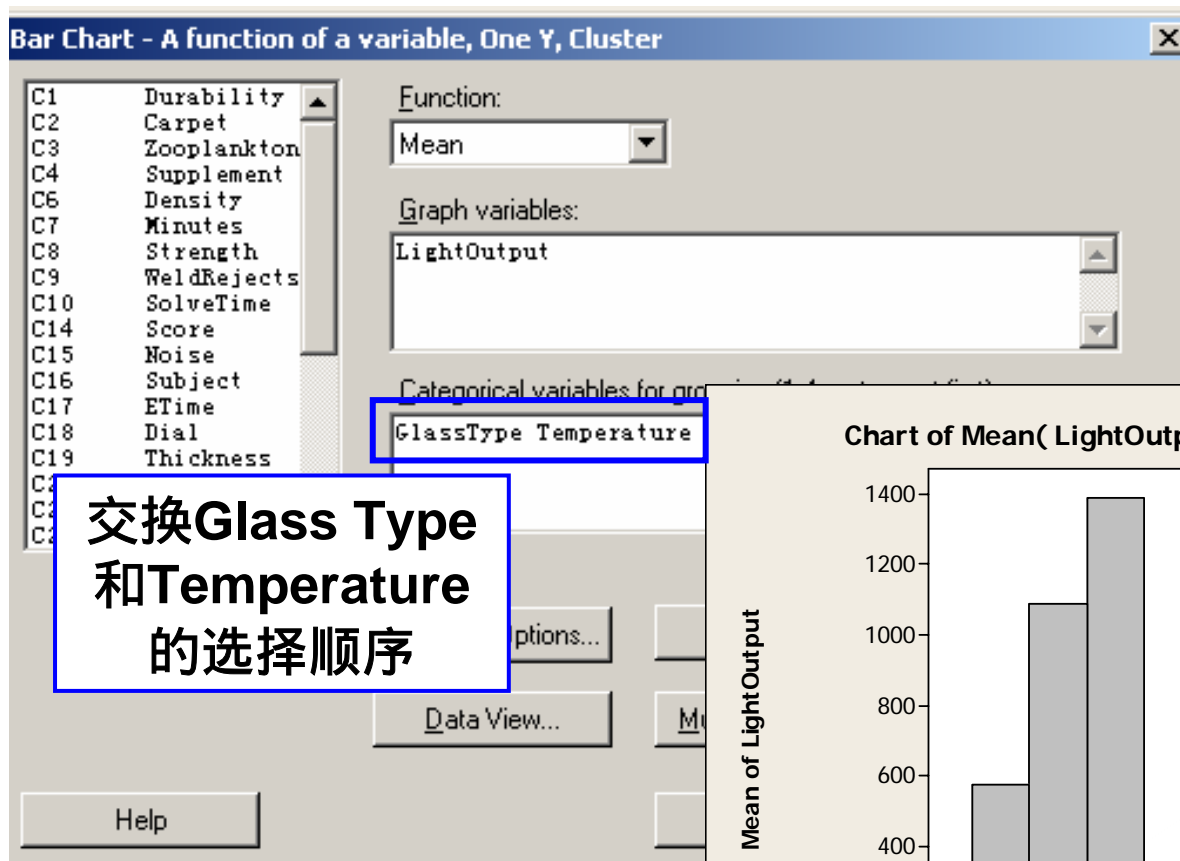 Bar Chart - A function of a variable, One Y, Cluster
C1 Durability
C2 Carpet
C3 Zooplankton
C4 Supplement
C6 Density
C7 Minutes
C8 Strength
C9 WeldRejects
C10 SolveTime
C14 Score
C15 Noise
C16 Subject
C17 ETime
C18 Dial
C19 Thickness
Function:
Mean
Graph variables:
LightOutput
Categorical variables for
GlassType Temperature
交换Glass Type
和Temperature
的选择顺序
ptions...
Data View...
Help
Chart of Mean( LightOutp
Mean of LightOutput
1400
1200
1000
800
600
400